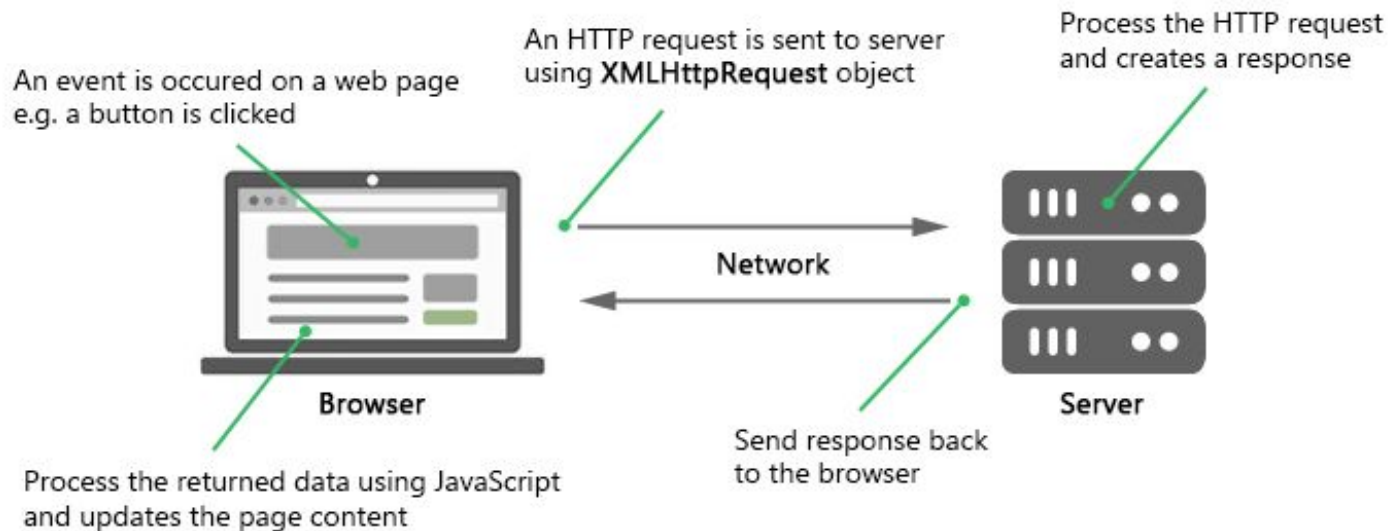 An event is occured on a web page
e.g. a button is clicked
An HTTP request is sent to server
using XMLHttpRequest object
Process the HTTP request
and creates a response
Network
Browser
Server
Send response back
to the browser
Process the returned data using JavaScript
and updates the page content